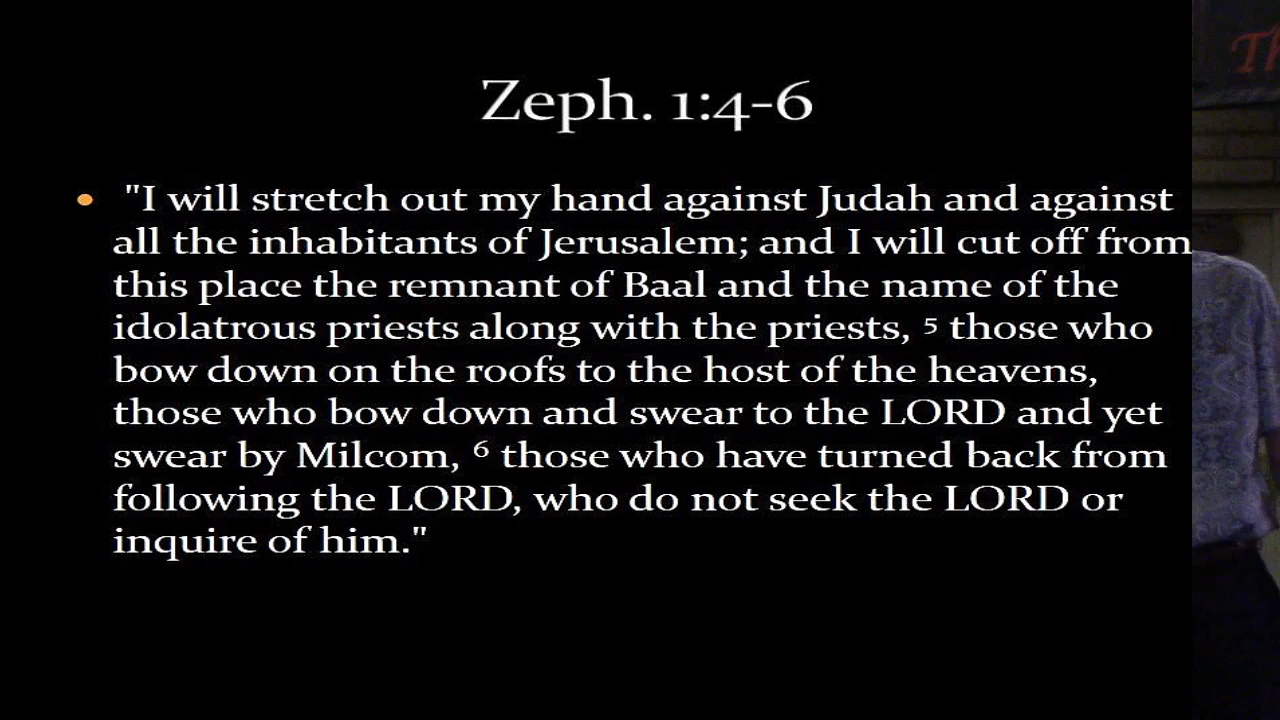 Zeph. 1:4-6
• "I will stretch out my hand against Judah and against
all the inhabitants of Jerusalem; and I will cut off from
this place the remnant of Baal and the name of the
idolatrous priests along with the priests, 5 those who
bow down on the roofs to the host of the heavens,
those who bow down and swear to the LORD and yet
swear by Milcom, 6 those who have turned back from
following the LORD, who do not seek the LORD or
inquire of him."